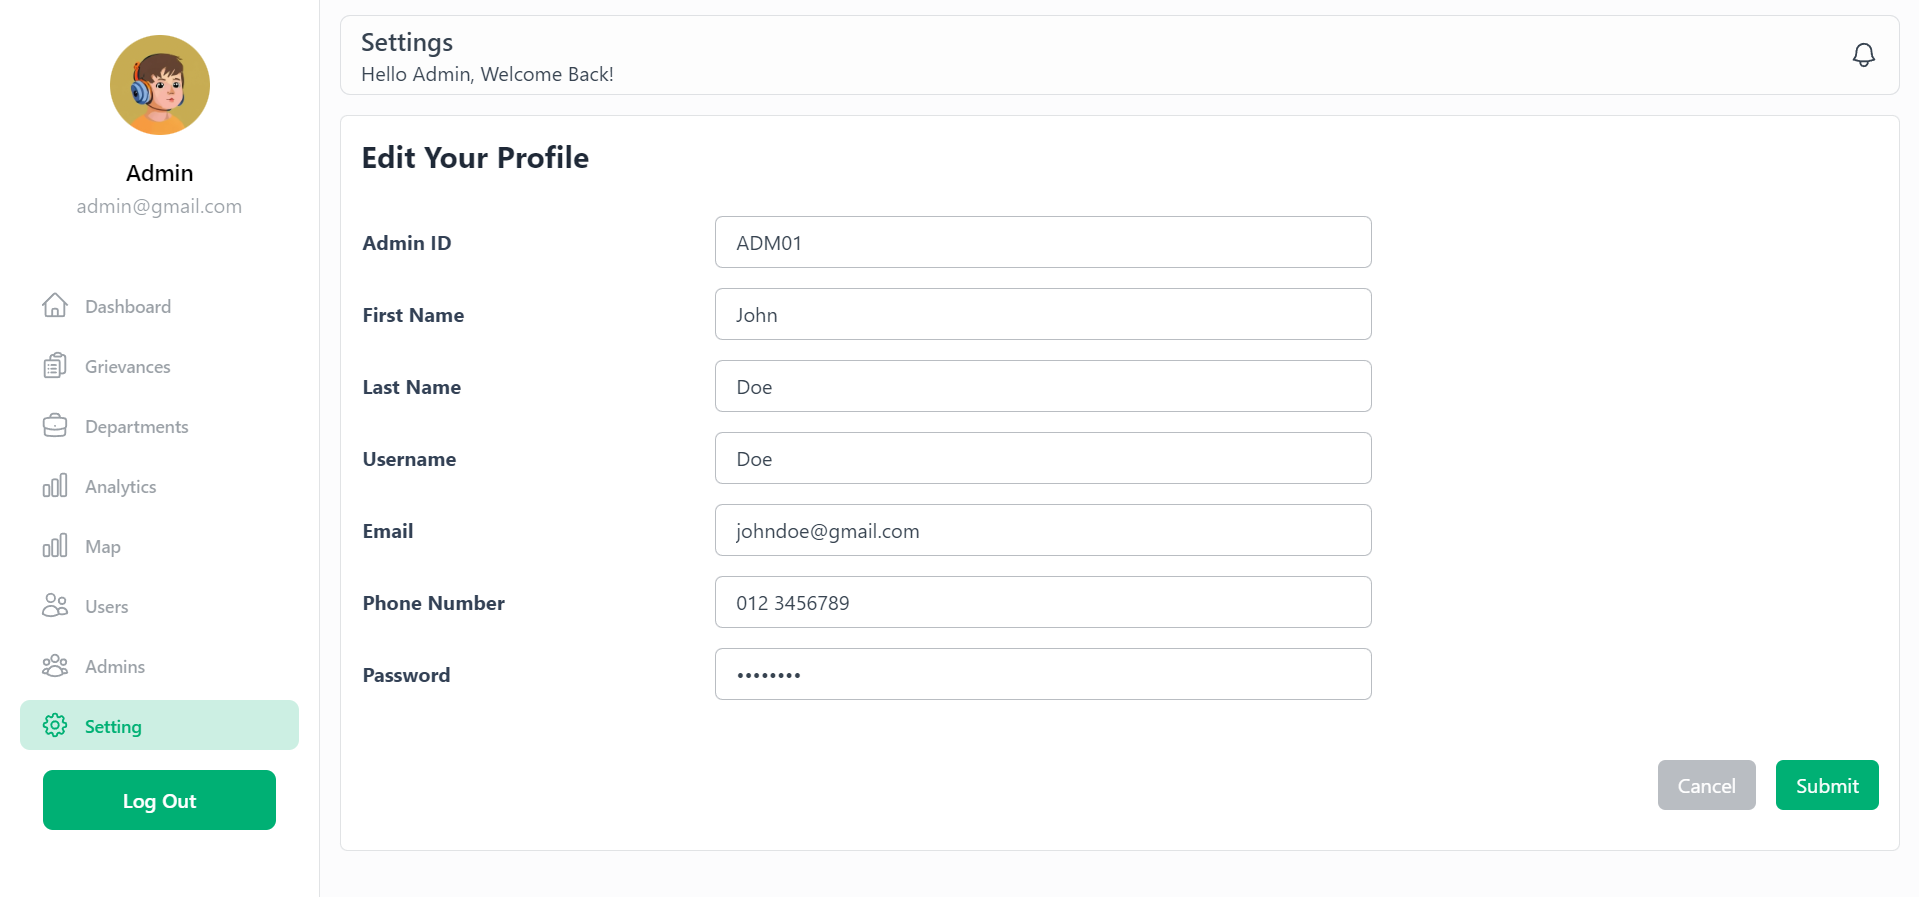 Admin
admin@gmail.com
Dashboard
Grievances
Departments
Analytics
Map
Users
Admins
Setting
Log Out
Settings
Hello Admin, Welcome Back!
Edit Your Profile
Admin ID ADM01
First Name John
Last Name Doe
Username Doe
Email johndoe@gmail.com
Phone Number 012 3456789
Password ••••••••
Cancel Submit